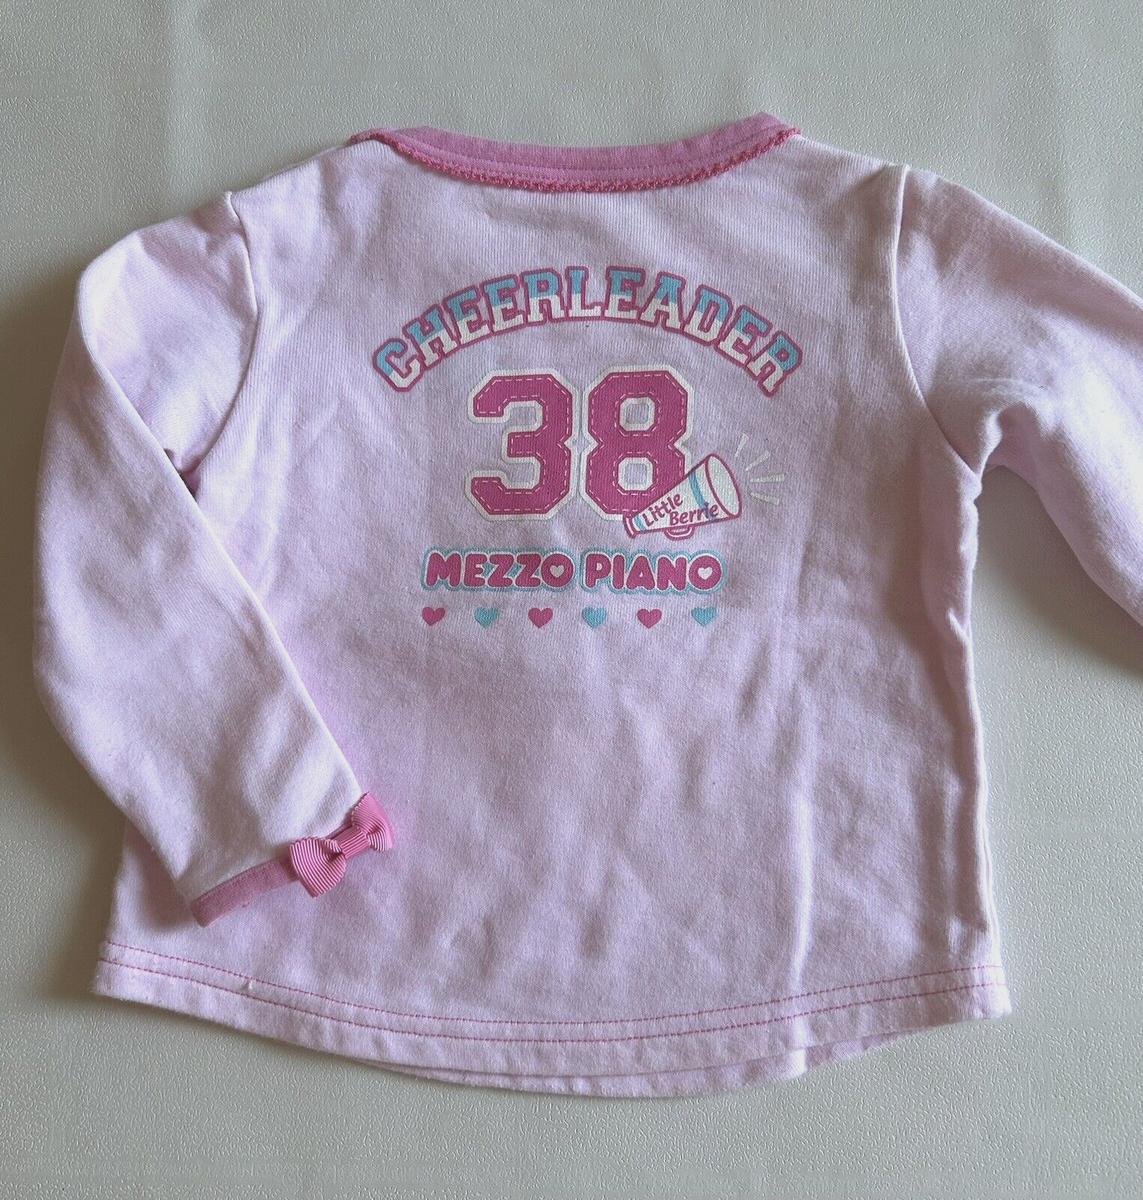 CHEERLEADER
38
Little
Berrie
MEZZO PIANO